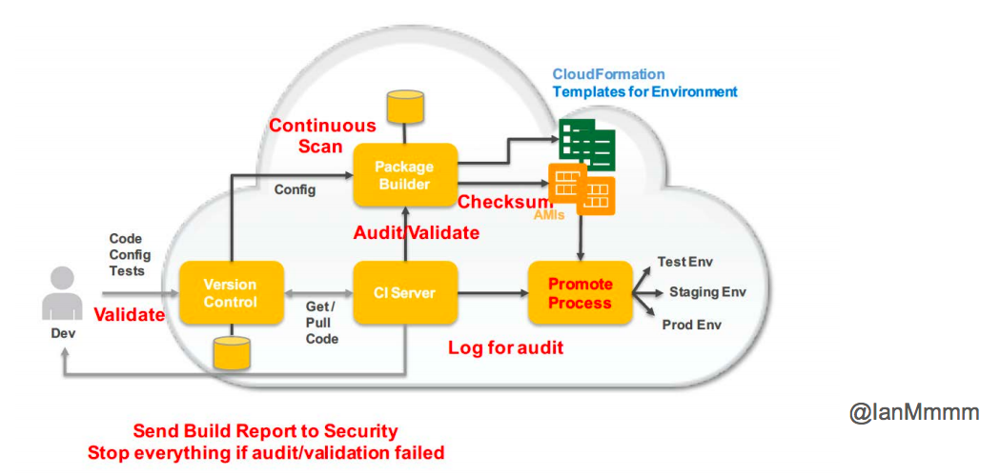 CloudFormation
Templates for Environment
Continuous
Scan
Package
Builder
Config
Checksum
AMIs
Audit/Validate
Code
Config
Tests
Version
Control
CI Server
Promote
Process
Test Env
Staging Env
Prod Env
Validate
Dev
Get /
Pull
Code
Log for audit
@IanMmmm
Send Build Report to Security
Stop everything if audit/validation failed